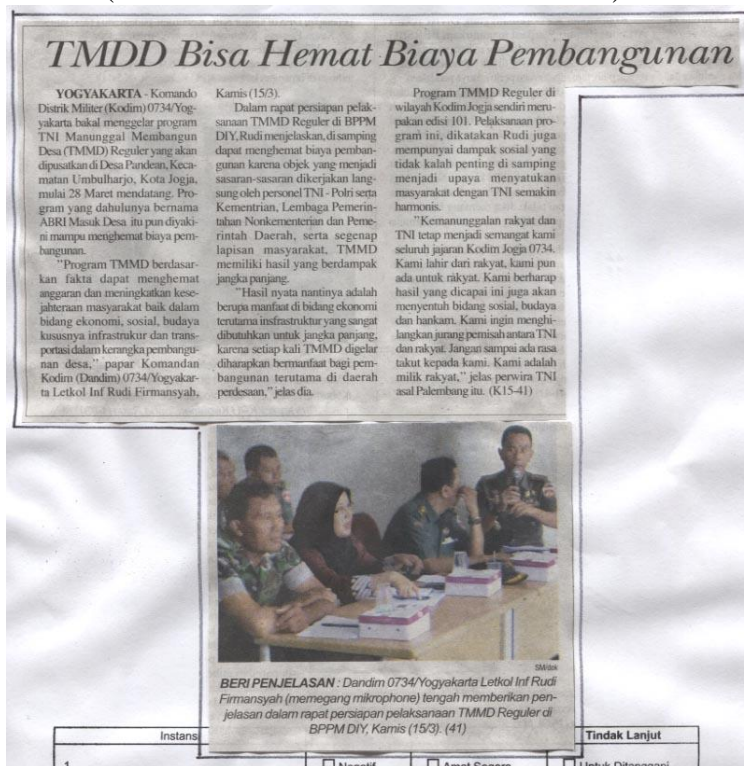 TMDD Bisa Hemat Biaya Pembangunan
YOGYAKARTA - Komando
Distrik Militer (Kodim) 0734/Yog-
yakarta bakal menggelar program
TNI Manunggal Membangun
Desa (TMMD) Reguler yang akan
dipusatkan di Desa Pandean, Keca-
matan Umbulharjo, Kota Jogja,
mulai 28 Maret mendatang. Pro-
gram yang dahulunya bernama
ABRI Masuk Desa itu pun diyaki-
ni mampu menghemat biaya pem-
bangunan.
"Program TMMD berdasar-
kan fakta dapat menghemat
anggaran dan meningkatkan kese-
jahteraan masyarakat baik dalam
bidang ekonomi, sosial, budaya
kususnya infrastrukur dan trans-
portasi dalam kerangka pembangu-
nan desa," papar Komandan
Kodim (Dandim) 0734/Yogyakar-
ta Letkol Inf Rudi Firmansyah,
Kamis (15/3).
Dalam rapat persiapan pelak-
sanaan TMMD Reguler di BPPM
DIY, Rudi menjelaskan, di samping
dapat menghemat biaya pemban-
gunan karena objek yang menjadi
sasaran-sasaran dikerjakan lang-
sung oleh personel TNI - Polri serta
Kementrian, Lembaga Pemerin-
tahan Nonkementerian dan Peme-
rintah Daerah, serta segenap
lapisan masyarakat, TMMD
memiliki hasil yang berdampak
jangka panjang.
"Hasil nyata nantinya adalah
berupa manfaat di bidang ekonomi
terutama insfrastruktur yang sangat
dibutuhkan untuk jangka panjang,
karena setiap kali TMMD digelar
diharapkan bermanfaat bagi pem-
bangunan terutama di daerah
perdesaan," jelas dia.
Program TMMD Reguler di
wilayah Kodim Jogja sendiri meru-
pakan edisi 101. Pelaksanaan pro-
gram ini, dikatakan Rudi juga
mempunyai dampak sosial yang
tidak kalah penting di samping
menjadi upaya menyatukan
masyarakat dengan TNI semakin
harmonis.
"Kemanunggalan rakyat dan
TNI tetap menjadi semangat kami
seluruh jajaran Kodim Jogja 0734.
Kami lahir dari rakyat, kami pun
ada untuk rakyat. Kami berharap
hasil yang dicapai ini juga akan
menyentuh bidang sosial, budaya
dan hankam. Kami ingin menghi-
langkan jurang pemisah antara TNI
dan rakyat. Jangan sampai ada rasa
takut kepada kami. Kami adalah
milik rakyat," jelas perwira TNI
asal Palembang itu. (K15-41)
SM/dok
BERI PENJELASAN : Dandim 0734/Yogyakarta Letkol Inf Rudi
Firmansyah (memegang mikrophone) tengah memberikan pen-
jelasan dalam rapat persiapan pelaksanaan TMMD Reguler di
BPPM DIY, Kamis (15/3). (41)
Instans
Tindak Lanjut